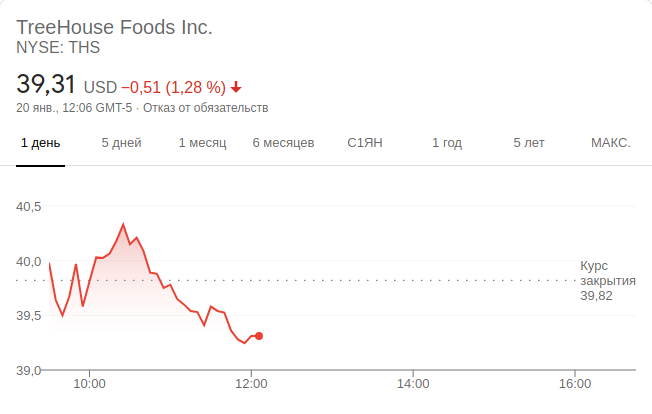 TreeHouse Foods Inc.
NYSE: THS
39,31 USD −0,51 (1,28 %)
20 янв., 12:06 GMT-5 · Отказ от обязательств
1 день 5 дней 1 месяц 6 месяцев С1ЯН 1 год 5 лет МАКС.
40,5
40,0
Курс
закрытия
39,82
39,5
39,0
10:00 12:00 14:00 16:00